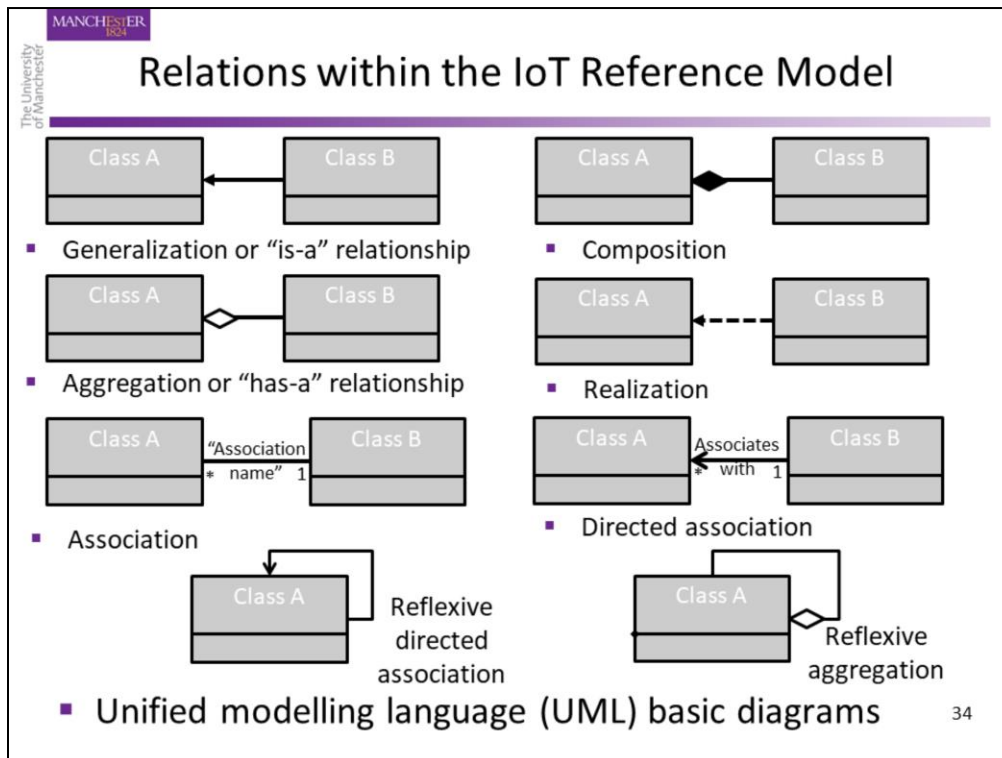 MANCHESTER
1824
The University
of Manchester
Relations within the IoT Reference Model
Class A
Class B
▪ Generalization or “is-a” relationship
Class A
Class B
▪ Composition
Class A
Class B
▪ Aggregation or “has-a” relationship
Class A
Class B
▪ Realization
Class A
“Association
name”
* 1
Class B
▪ Association
Class A
Associates
with
* 1
Class B
▪ Directed association
Class A
Reflexive
directed
association
Class A
Reflexive
aggregation
▪ Unified modelling language (UML) basic diagrams
34